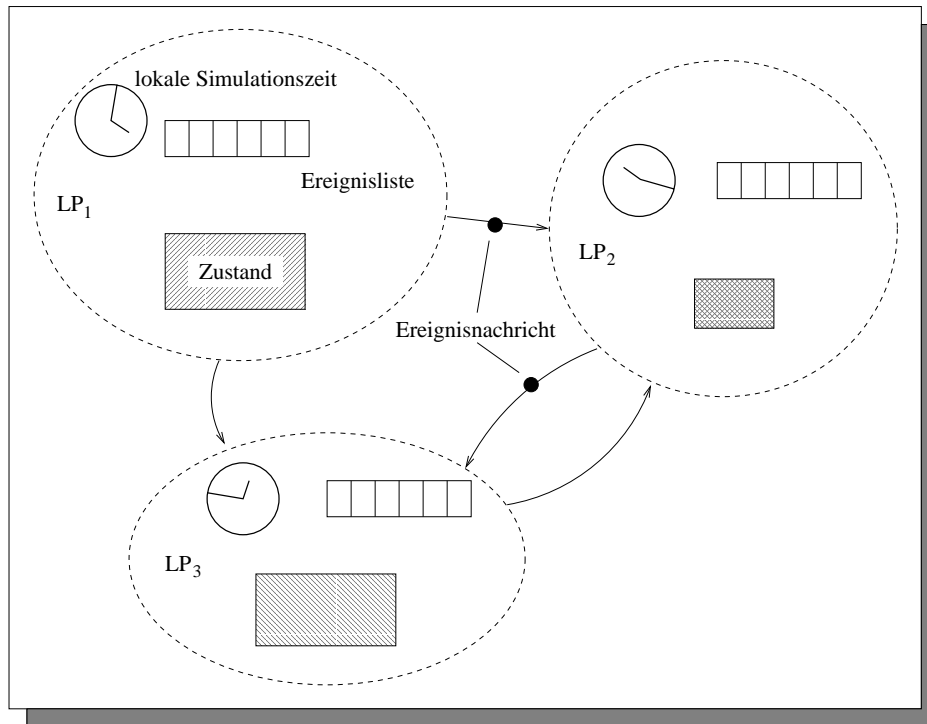 lokale Simulationszeit
Ereignisliste
LP1
Zustand
LP2
Ereignisnachricht
LP3